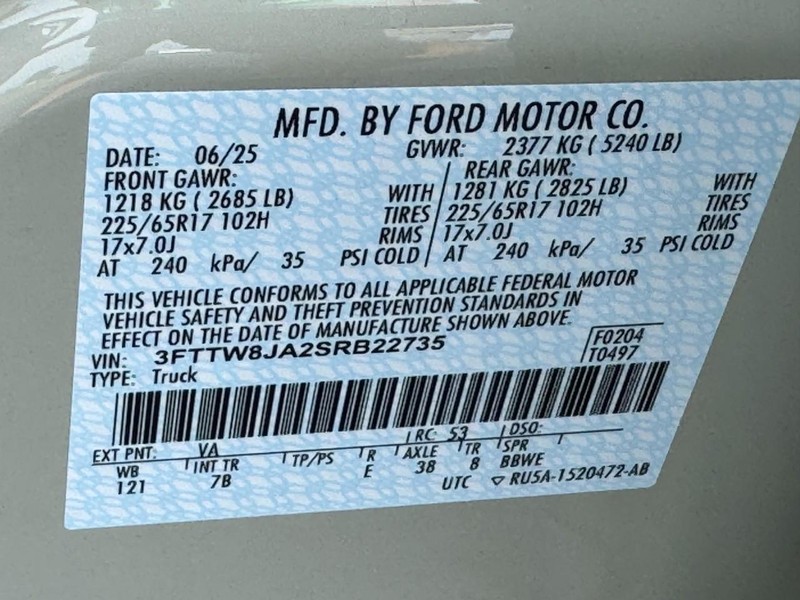 MFD. BY FORD MOTOR CO.
DATE: 06/25 GVWR: 2377 KG ( 5240 LB)
FRONT GAWR: REAR GAWR:
1218 KG ( 2685 LB) WITH 1281 KG ( 2825 LB) WITH
225/65R17 102H TIRES 225/65R17 102H TIRES
17x7.0J RIMS 17x7.0J RIMS
AT 240 kPa/ 35 PSI COLD AT 240 kPa/ 35 PSI COLD
THIS VEHICLE CONFORMS TO ALL APPLICABLE FEDERAL MOTOR
VEHICLE SAFETY AND THEFT PREVENTION STANDARDS IN
EFFECT ON THE DATE OF MANUFACTURE SHOWN ABOVE.
VIN: 3FTTW8JA2SRB22735 F0204
TYPE: Truck T0497
EXT PNT: VA RC: 53 DSO:
WB INT TR TP/PS R AXLE TR SPR
121 7B E 38 8 BBWE
UTC ▽ RU5A-1520472-AB